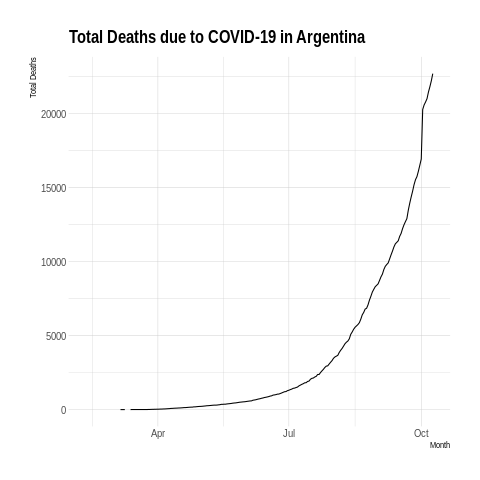 Total Deaths due to COVID-19 in Argentina
Total Deaths
20000
15000
10000
5000
0
Apr Jul Oct
Month